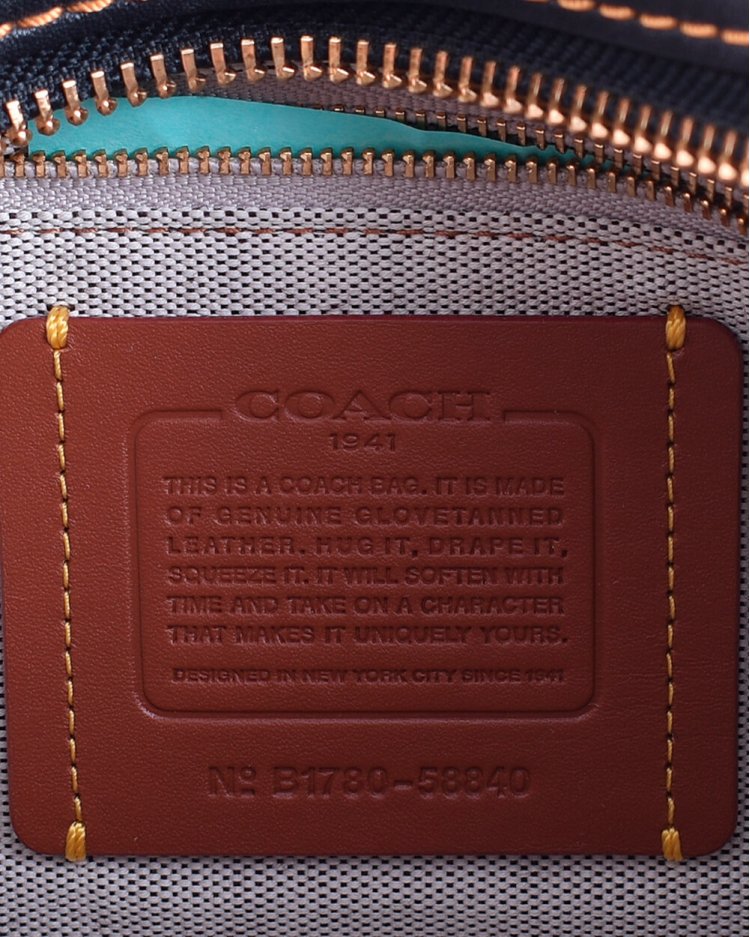 COACH
1941
THIS IS A COACH BAG. IT IS MADE
OF GENUINE GLOVETANNED
LEATHER. HUG IT, DRAPE IT,
SQUEEZE IT. IT WILL SOFTEN WITH
TIME AND TAKE ON A CHARACTER
THAT MAKES IT UNIQUELY YOURS.
DESIGNED IN NEW YORK CITY SINCE 1941
Nº B1780-58840